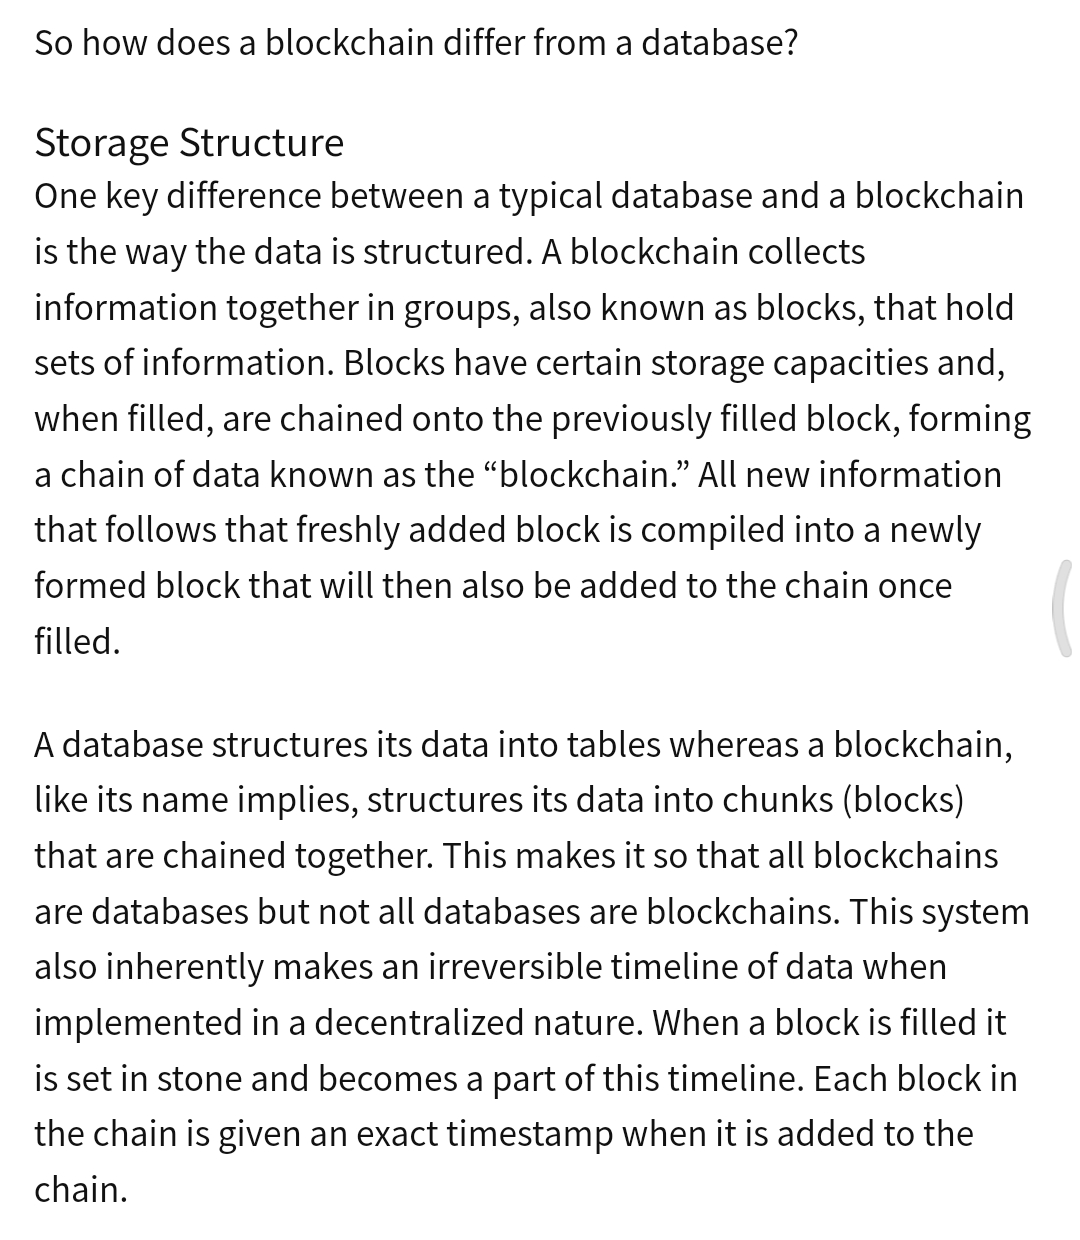 So how does a blockchain differ from a database?
Storage Structure
One key difference between a typical database and a blockchain
is the way the data is structured. A blockchain collects
information together in groups, also known as blocks, that hold
sets of information. Blocks have certain storage capacities and,
when filled, are chained onto the previously filled block, forming
a chain of data known as the “blockchain.” All new information
that follows that freshly added block is compiled into a newly
formed block that will then also be added to the chain once
filled.
A database structures its data into tables whereas a blockchain,
like its name implies, structures its data into chunks (blocks)
that are chained together. This makes it so that all blockchains
are databases but not all databases are blockchains. This system
also inherently makes an irreversible timeline of data when
implemented in a decentralized nature. When a block is filled it
is set in stone and becomes a part of this timeline. Each block in
the chain is given an exact timestamp when it is added to the
chain.